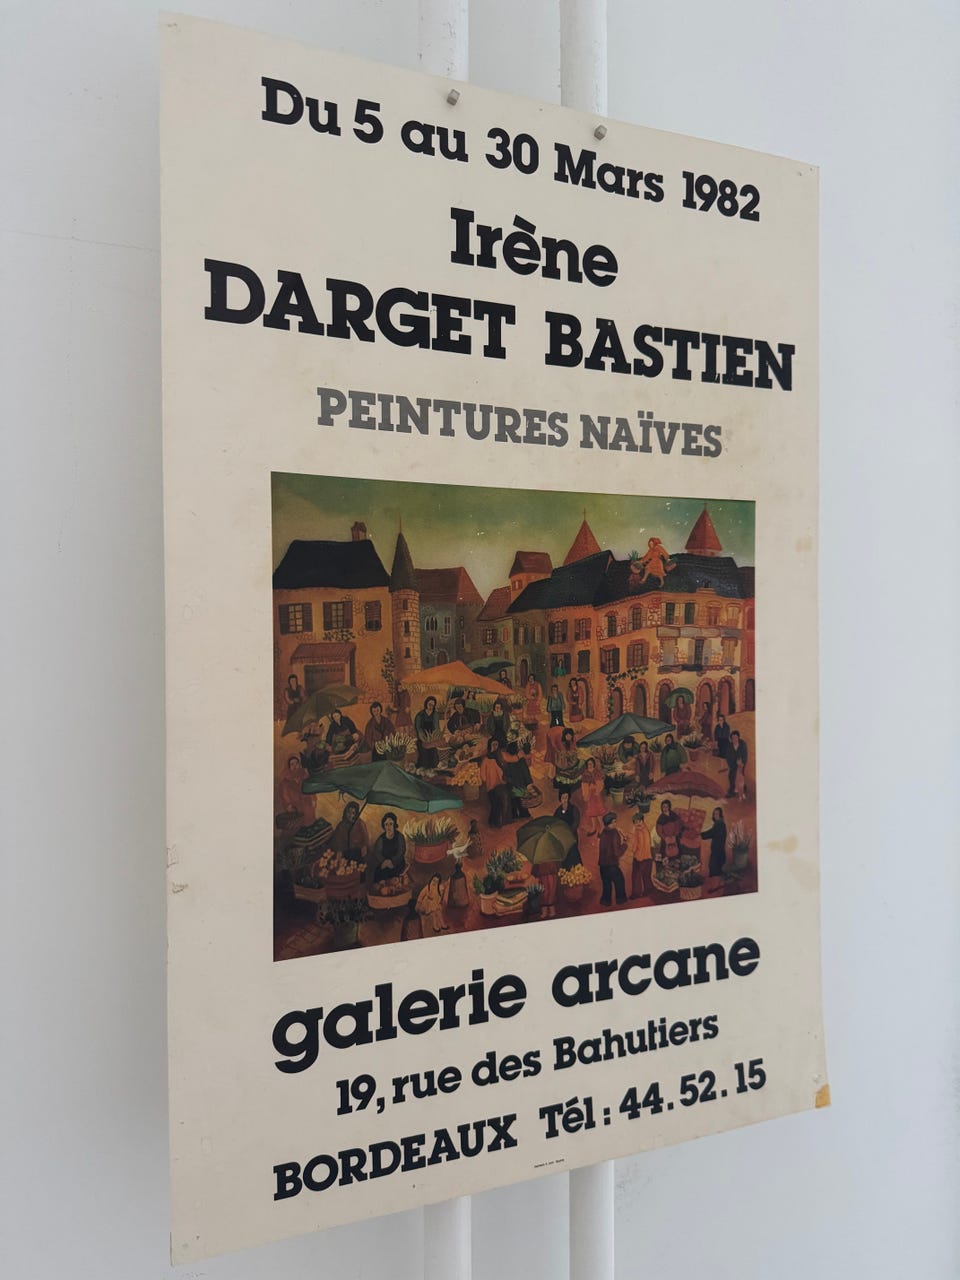 Du 5 au 30 Mars 1982
Irène
DARGET BASTIEN
PEINTURES NAÏVES
galerie arcane
19, rue des Bahutiers
BORDEAUX Tél : 44.52.15